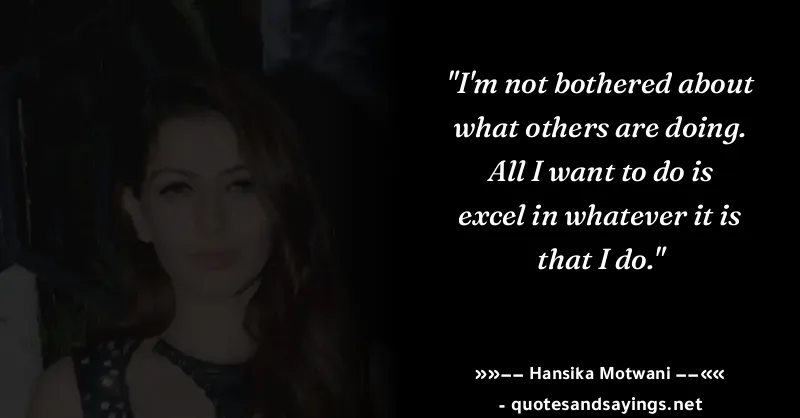 "I'm not bothered about
what others are doing.
All I want to do is
excel in whatever it is
that I do."
»»−− Hansika Motwani −−««
- quotesandsayings.net